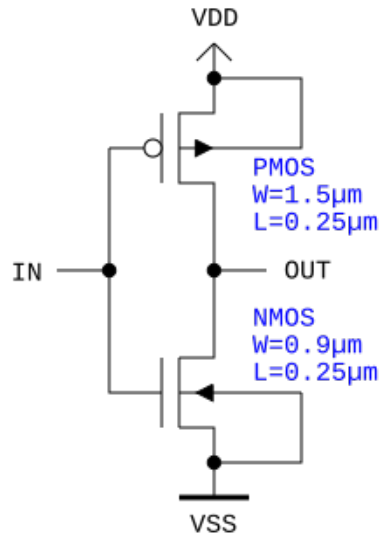 VDD
PMOS
W=1.5µm
L=0.25µm
IN
OUT
NMOS
W=0.9µm
L=0.25µm
VSS